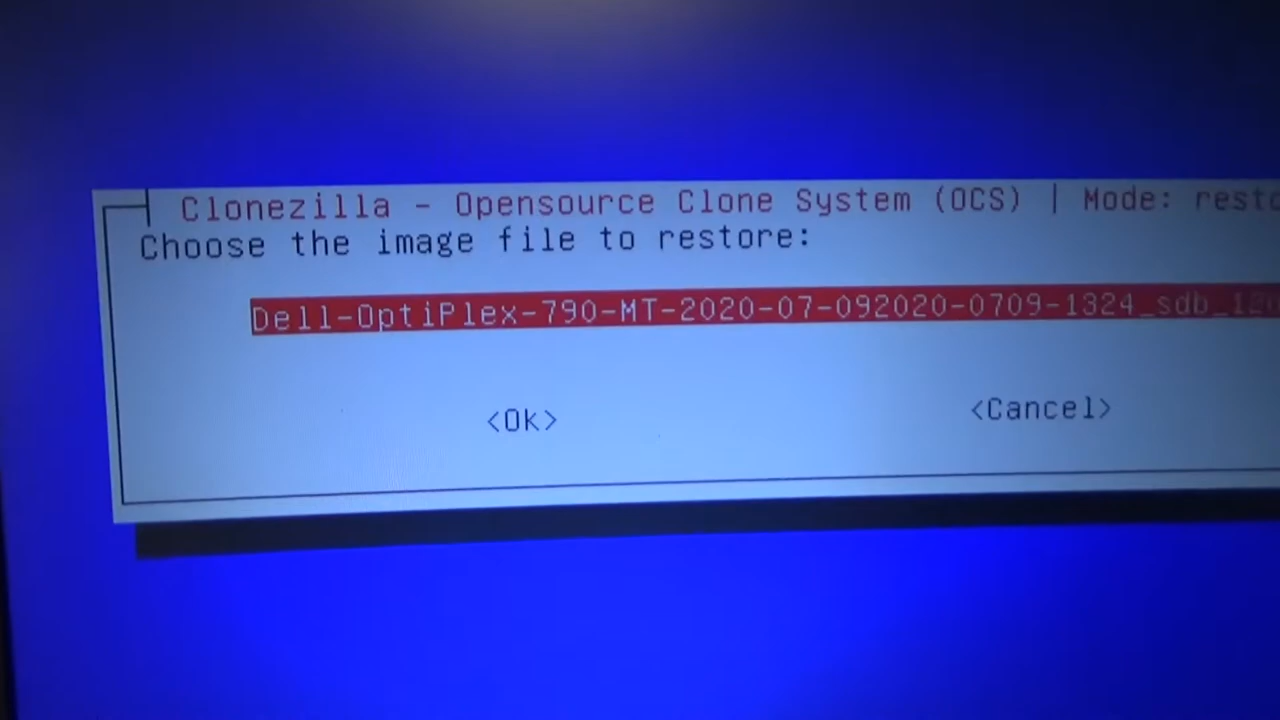 Clonezilla - Opensource Clone System (OCS) | Mode:
Choose the image file to restore:
Dell-OptiPlex-790-MT-2020-07-092020-0709-1324_sdb_120
<Ok> <Cancel>